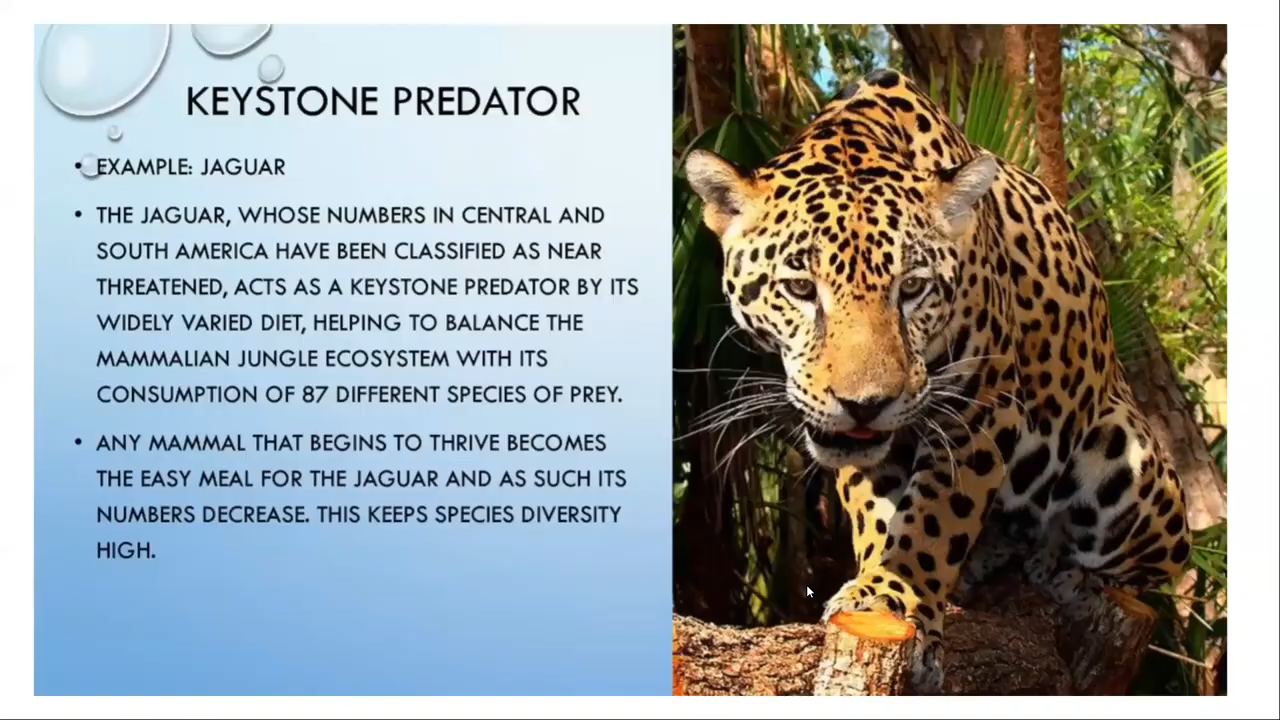 KEYSTONE PREDATOR
• EXAMPLE: JAGUAR
• THE JAGUAR, WHOSE NUMBERS IN CENTRAL AND
SOUTH AMERICA HAVE BEEN CLASSIFIED AS NEAR
THREATENED, ACTS AS A KEYSTONE PREDATOR BY ITS
WIDELY VARIED DIET, HELPING TO BALANCE THE
MAMMALIAN JUNGLE ECOSYSTEM WITH ITS
CONSUMPTION OF 87 DIFFERENT SPECIES OF PREY.
• ANY MAMMAL THAT BEGINS TO THRIVE BECOMES
THE EASY MEAL FOR THE JAGUAR AND AS SUCH ITS
NUMBERS DECREASE. THIS KEEPS SPECIES DIVERSITY
HIGH.